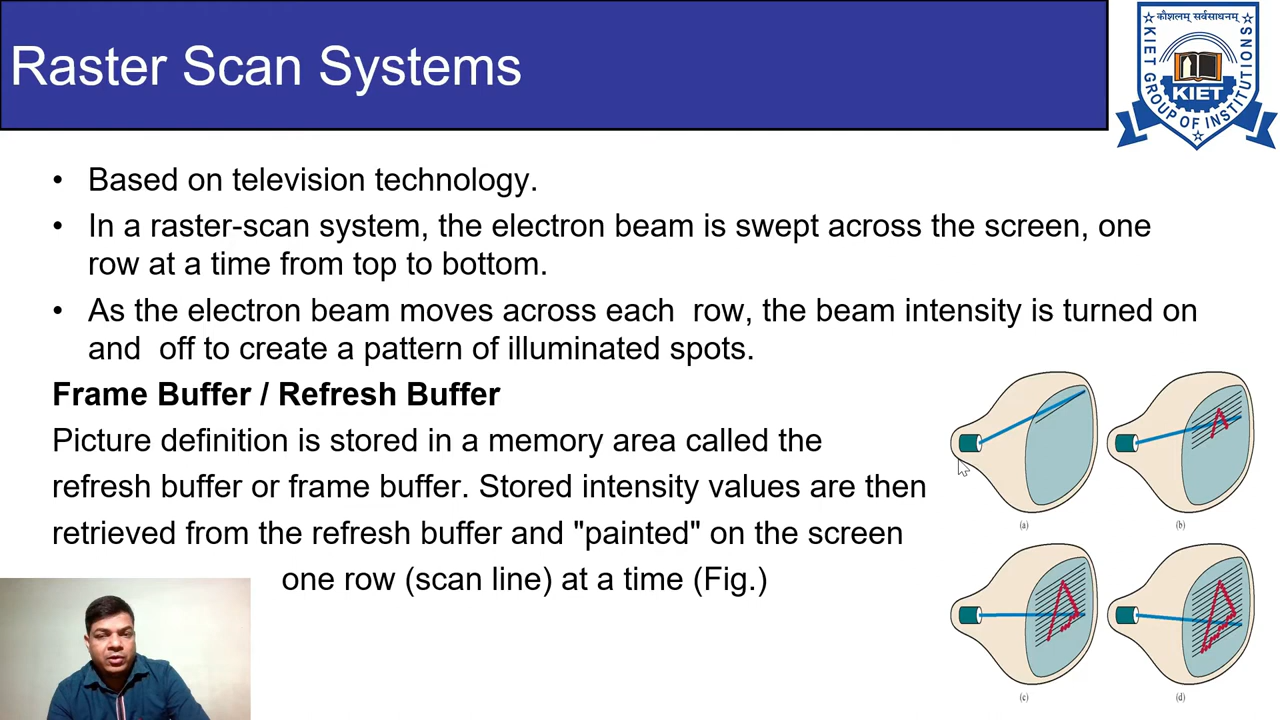 Raster Scan Systems
कौशलम् सर्वसाधनम्
KIET GROUP OF INSTITUTIONS
KIET
• Based on television technology.
• In a raster-scan system, the electron beam is swept across the screen, one
row at a time from top to bottom.
• As the electron beam moves across each  row, the beam intensity is turned on
and  off to create a pattern of illuminated spots.
Frame Buffer / Refresh Buffer
Picture definition is stored in a memory area called the
refresh buffer or frame buffer. Stored intensity values are then
retrieved from the refresh buffer and "painted" on the screen
one row (scan line) at a time (Fig.)
(a)
(b)
(c)
(d)